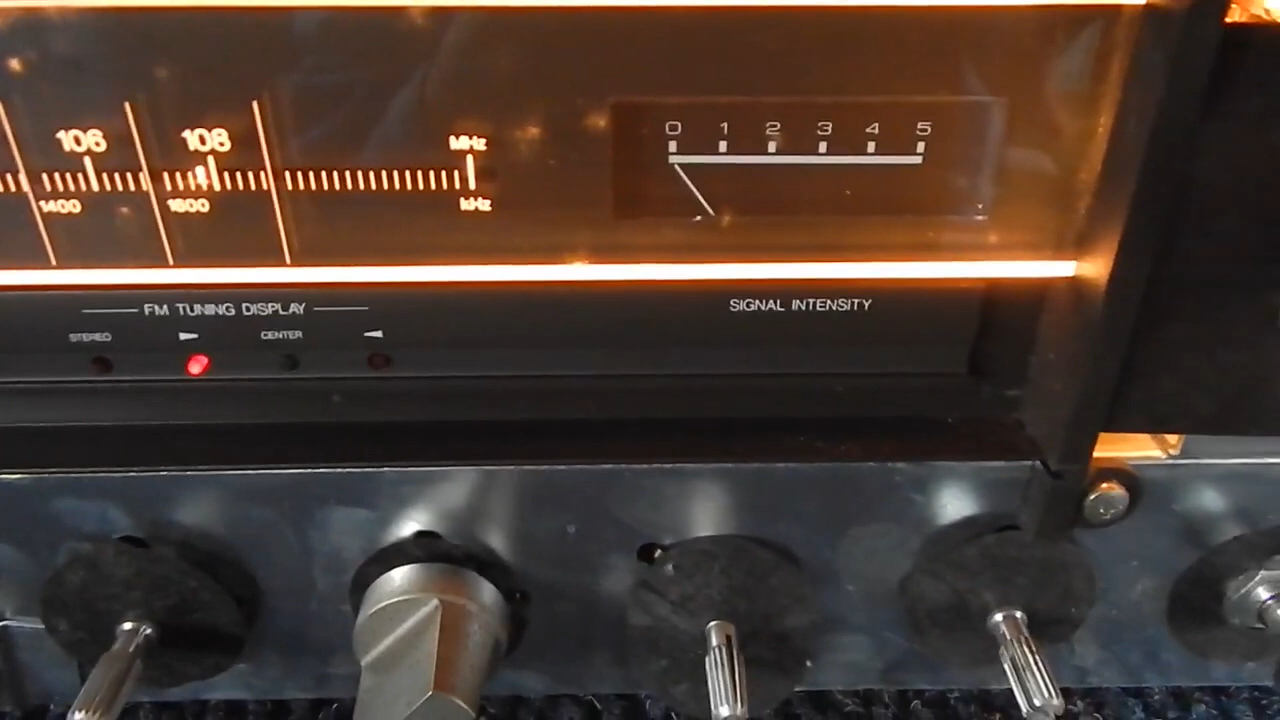 106 108 MHz
1400 1600 kHz
0 1 2 3 4 5
FM TUNING DISPLAY
STEREO CENTER
SIGNAL INTENSITY